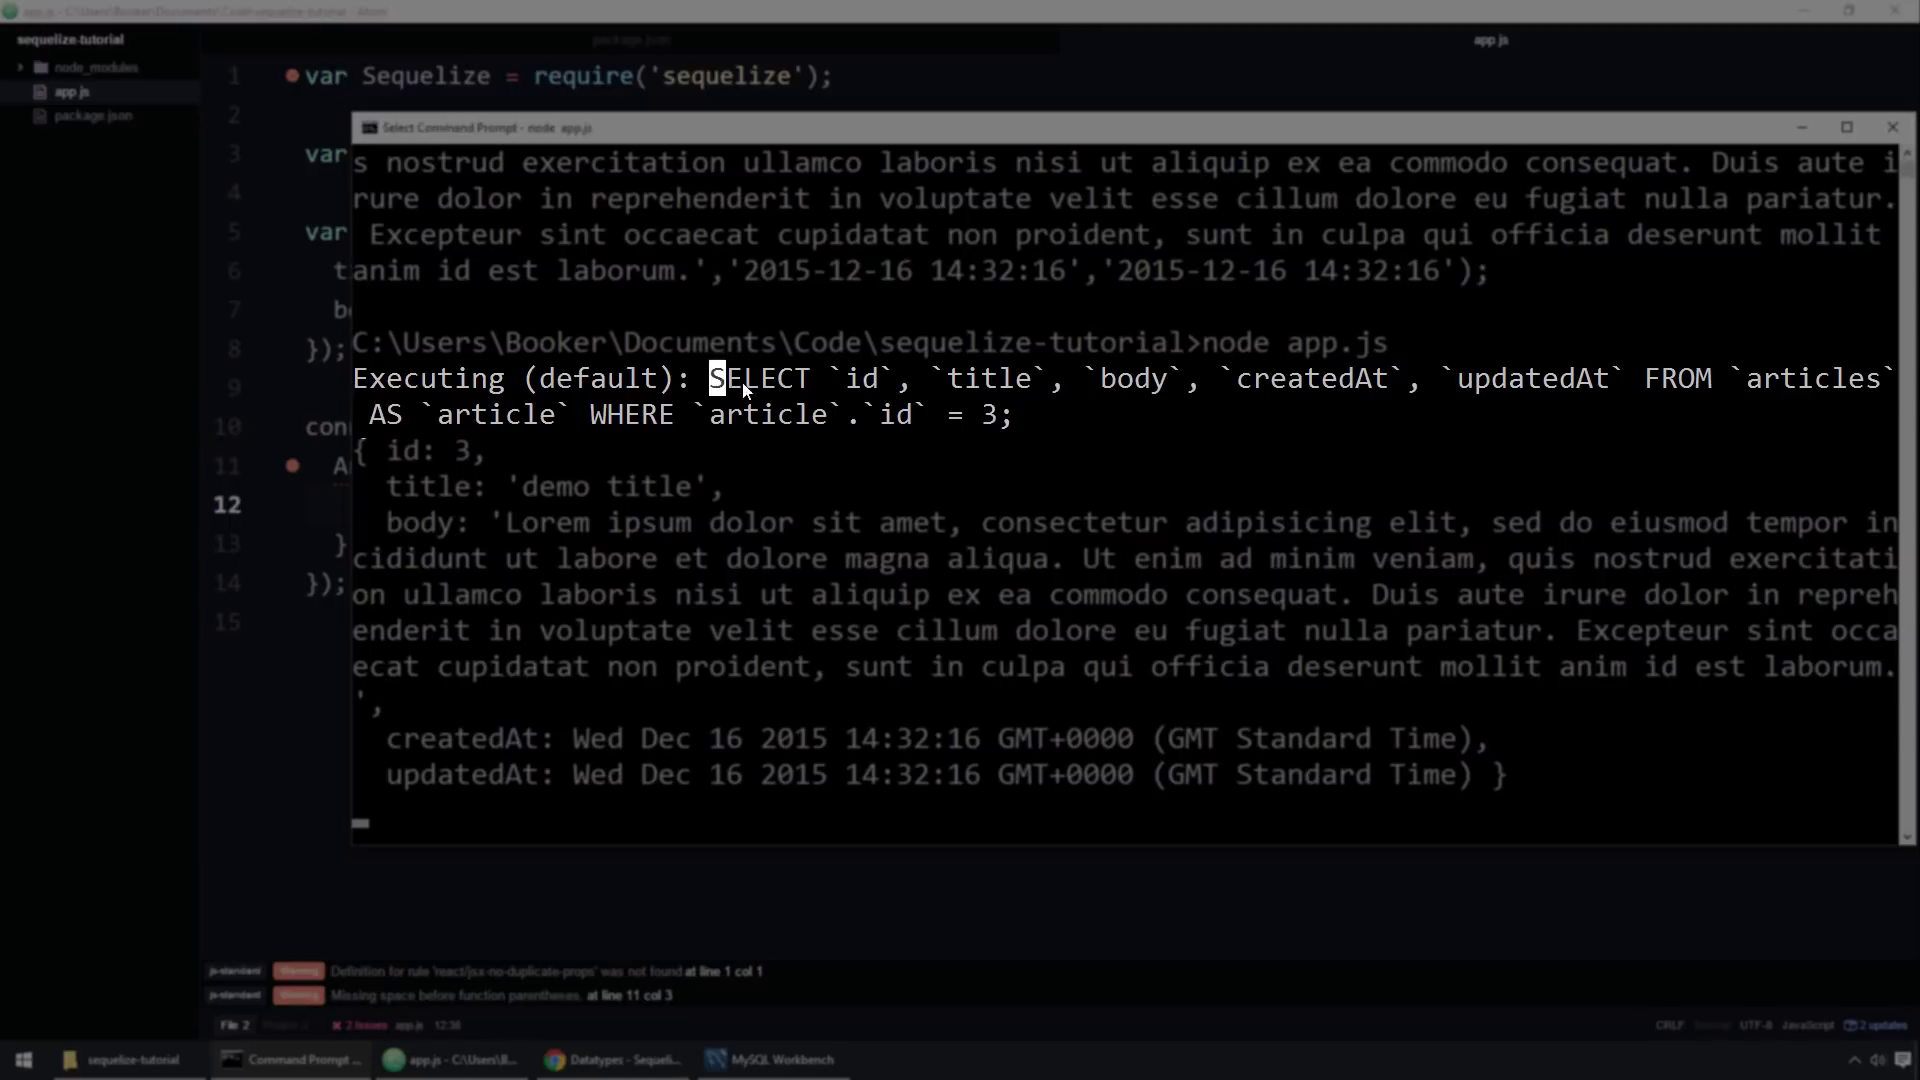 app.js - C:\Users\Booker\Documents\Code\sequelize-tutorial - Atom
sequelize-tutorial
package.json
app.js
node_modules
app.js
package.json
1 var Sequelize = require('sequelize');
2
3 var
4
5 var
6 t
7 b
8 });
9
10 con
11 A
12
13 }
14 });
15
Select Command Prompt - node app.js
s nostrud exercitation ullamco laboris nisi ut aliquip ex ea commodo consequat. Duis aute i
rure dolor in reprehenderit in voluptate velit esse cillum dolore eu fugiat nulla pariatur.
Excepteur sint occaecat cupidatat non proident, sunt in culpa qui officia deserunt mollit
anim id est laborum.','2015-12-16 14:32:16','2015-12-16 14:32:16');
C:\Users\Booker\Documents\Code\sequelize-tutorial>node app.js
Executing (default): SELECT `id`, `title`, `body`, `createdAt`, `updatedAt` FROM `articles`
AS `article` WHERE `article`.`id` = 3;
{ id: 3,
title: 'demo title',
body: 'Lorem ipsum dolor sit amet, consectetur adipisicing elit, sed do eiusmod tempor in
cididunt ut labore et dolore magna aliqua. Ut enim ad minim veniam, quis nostrud exercitati
on ullamco laboris nisi ut aliquip ex ea commodo consequat. Duis aute irure dolor in repreh
enderit in voluptate velit esse cillum dolore eu fugiat nulla pariatur. Excepteur sint occa
ecat cupidatat non proident, sunt in culpa qui officia deserunt mollit anim id est laborum.
',
createdAt: Wed Dec 16 2015 14:32:16 GMT+0000 (GMT Standard Time),
updatedAt: Wed Dec 16 2015 14:32:16 GMT+0000 (GMT Standard Time) }
js-standard Warning Definition for rule 'react/jsx-no-duplicate-props' was not found at line 1 col 1
js-standard Warning Missing space before function parentheses. at line 11 col 3
File 2 2 Issues app.js 12:38 CRLF UTF-8 JavaScript 2 updates
sequelize-tutorial Command Prompt ... app.js - C:\Users\B... Datatypes - Sequeli... MySQL Workbench